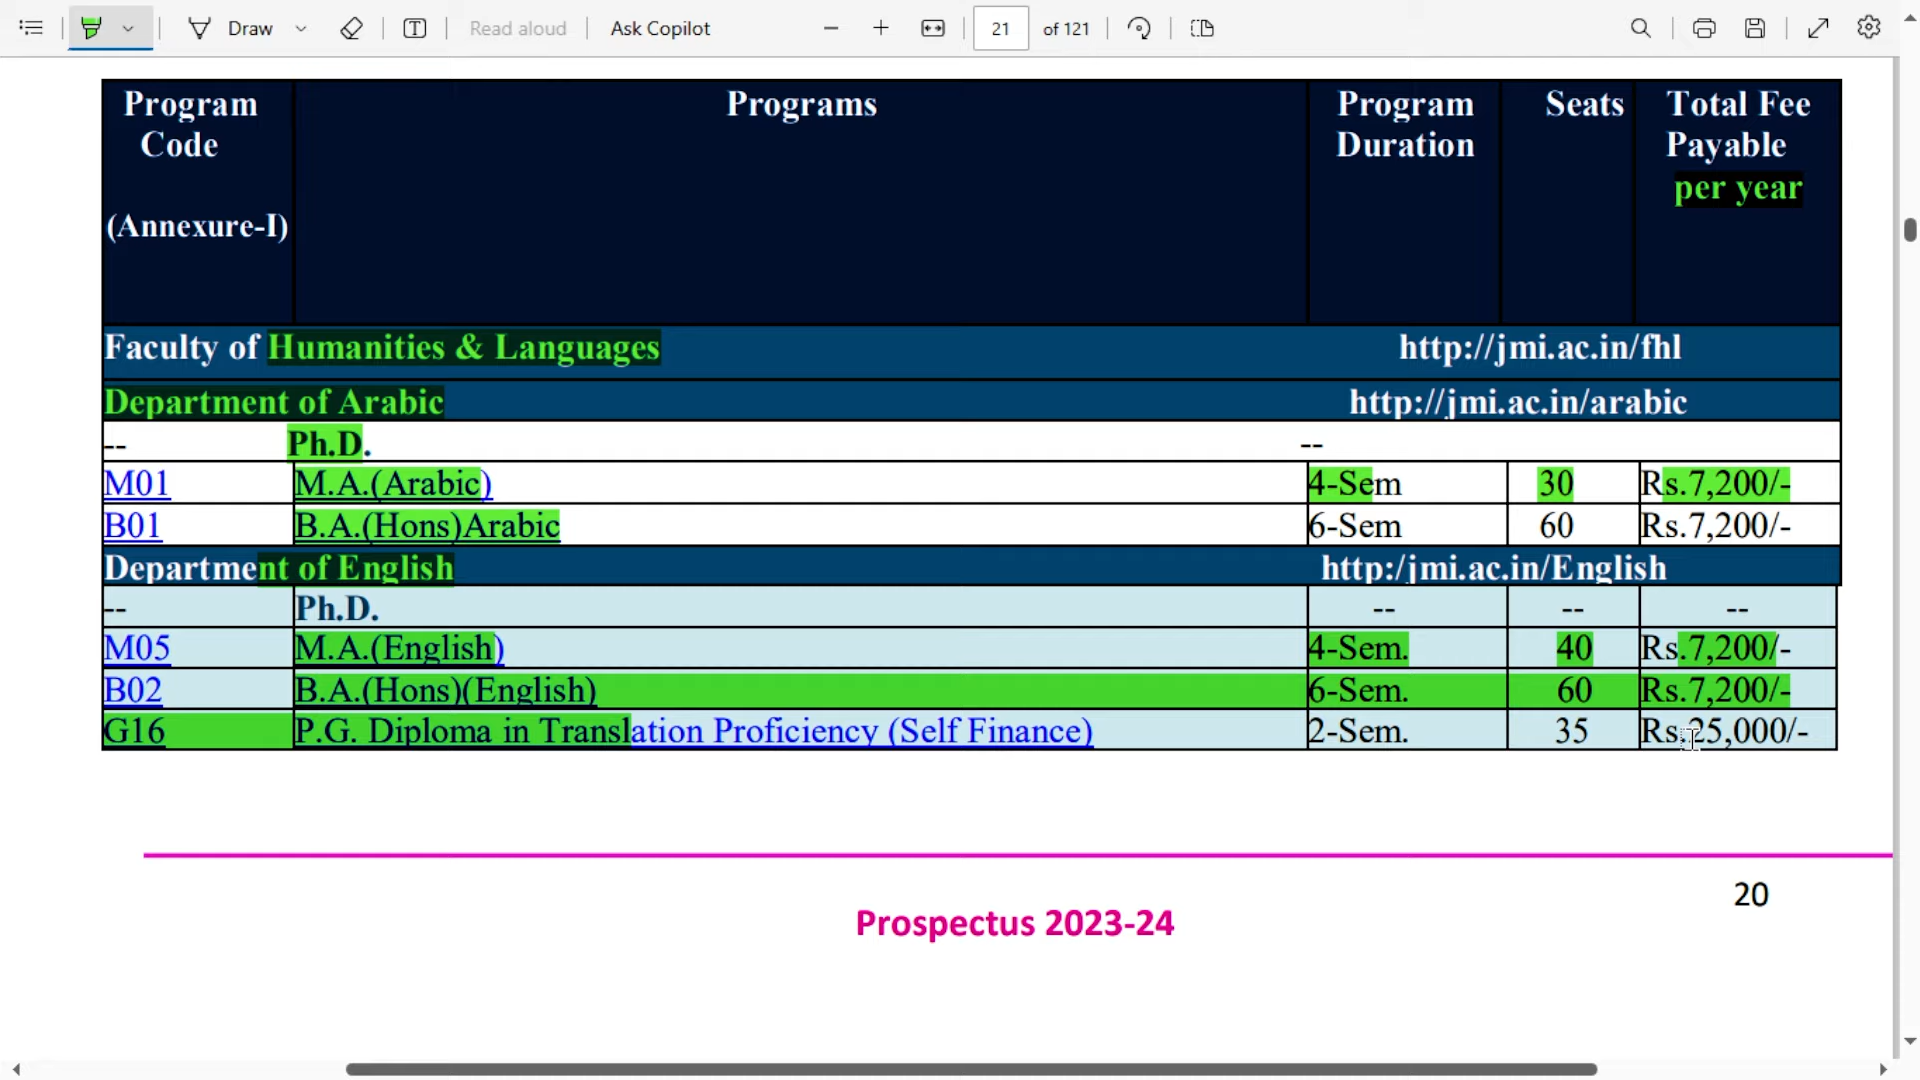 Draw Read aloud Ask Copilot 21 of 121
Program Code (Annexure-I) Programs Program Duration Seats Total Fee Payable per year
Faculty of Humanities & Languages http://jmi.ac.in/fhl
Department of Arabic http://jmi.ac.in/arabic
-- Ph.D. --
M01 M.A.(Arabic) 4-Sem 30 Rs.7,200/-
B01 B.A.(Hons)Arabic 6-Sem 60 Rs.7,200/-
Department of English http:/jmi.ac.in/English
-- Ph.D. -- -- --
M05 M.A.(English) 4-Sem. 40 Rs.7,200/-
B02 B.A.(Hons)(English) 6-Sem. 60 Rs.7,200/-
G16 P.G. Diploma in Translation Proficiency (Self Finance) 2-Sem. 35 Rs.25,000/-
20
Prospectus 2023-24